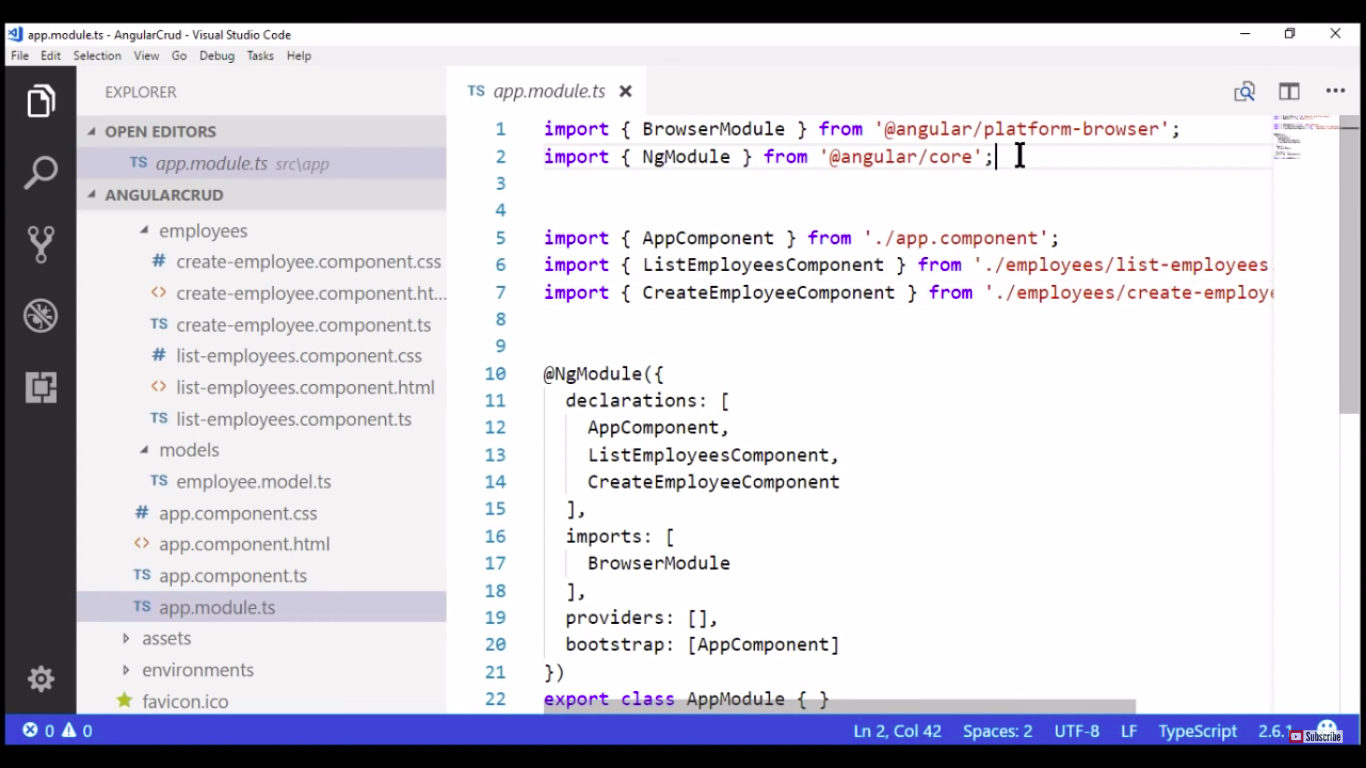 app.module.ts - AngularCrud - Visual Studio Code
File Edit Selection View Go Debug Tasks Help
EXPLORER
OPEN EDITORS
TS app.module.ts src\app
ANGULARCRUD
employees
# create-employee.component.css
<> create-employee.component.ht...
TS create-employee.component.ts
# list-employees.component.css
<> list-employees.component.html
TS list-employees.component.ts
models
TS employee.model.ts
# app.component.css
<> app.component.html
TS app.component.ts
TS app.module.ts
assets
environments
favicon.ico
TS app.module.ts
1 import { BrowserModule } from '@angular/platform-browser';
2 import { NgModule } from '@angular/core';
3
4
5 import { AppComponent } from './app.component';
6 import { ListEmployeesComponent } from './employees/list-employees.
7 import { CreateEmployeeComponent } from './employees/create-employe
8
9
10 @NgModule({
11 declarations: [
12 AppComponent,
13 ListEmployeesComponent,
14 CreateEmployeeComponent
15 ],
16 imports: [
17 BrowserModule
18 ],
19 providers: [],
20 bootstrap: [AppComponent]
21 })
22 export class AppModule { }
0 0 Ln 2, Col 42 Spaces: 2 UTF-8 LF TypeScript 2.6.1
Subscribe